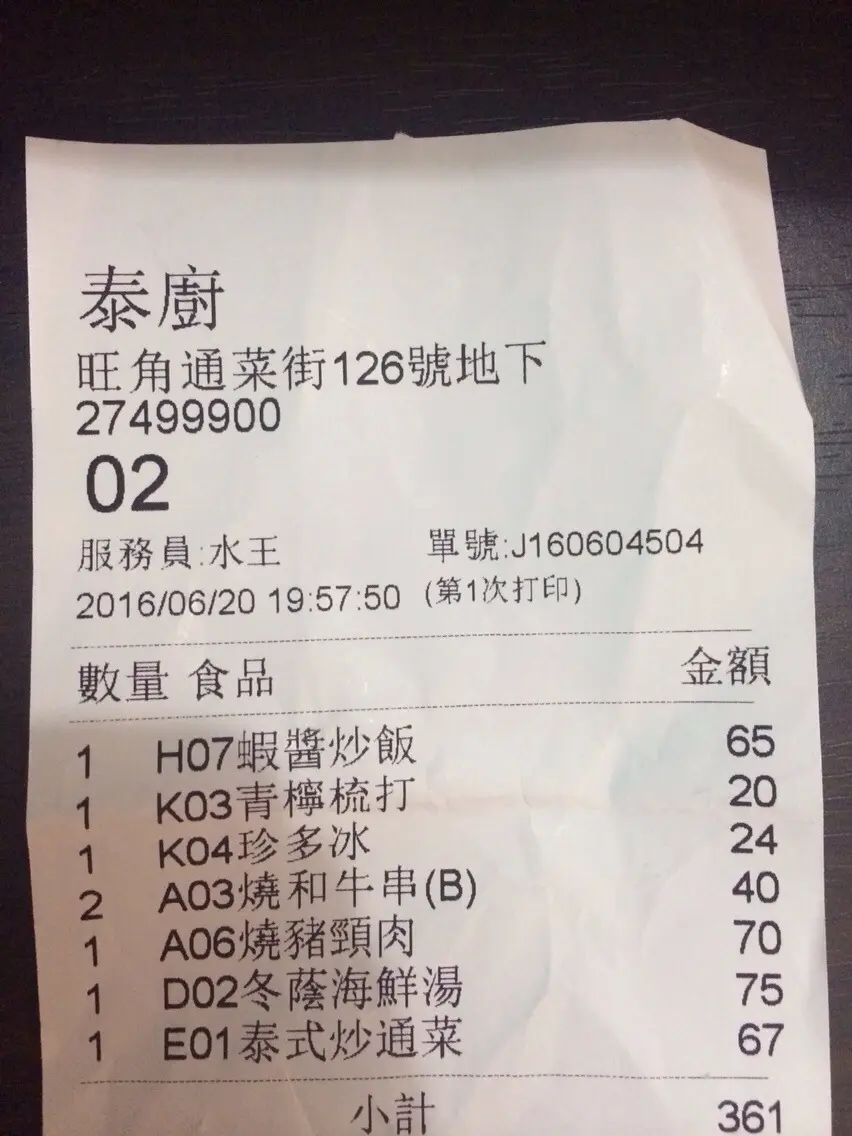 泰廚
旺角通菜街126號地下
27499900
02
服務員:水王 單號:J160604504
2016/06/20 19:57:50 (第1次打印)
數量 食品 金額
1 H07蝦醬炒飯 65
1 K03青檸梳打 20
1 K04珍多冰 24
2 A03燒和牛串(B) 40
1 A06燒豬頸肉 70
1 D02冬蔭海鮮湯 75
1 E01泰式炒通菜 67
小計 361